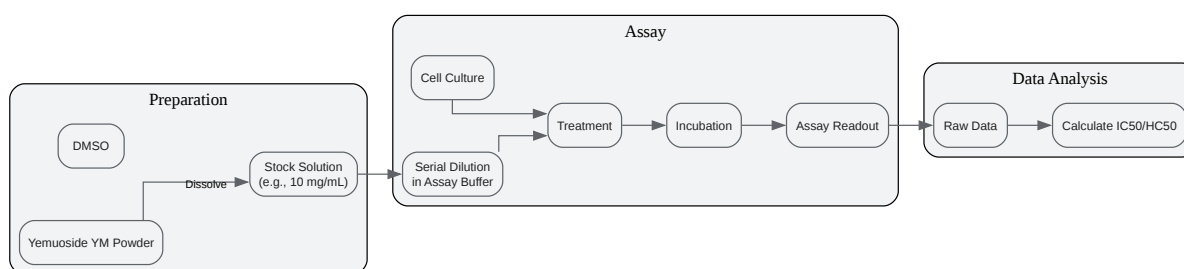 Preparation
DMSO
Yemuoside YM Powder
Dissolve
Stock Solution
(e.g., 10 mg/mL)
Assay
Cell Culture
Serial Dilution
in Assay Buffer
Treatment
Incubation
Assay Readout
Data Analysis
Raw Data
Calculate IC50/HC50